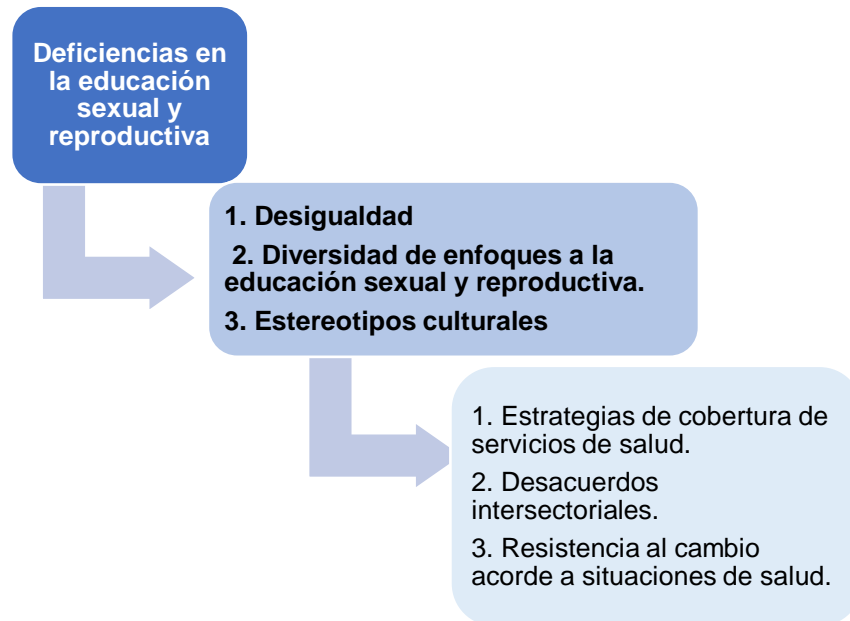 Deficiencias en
la educación
sexual y
reproductiva
1. Desigualdad
2. Diversidad de enfoques a la
educación sexual y reproductiva.
3. Estereotipos culturales
1. Estrategias de cobertura de
servicios de salud.
2. Desacuerdos
intersectoriales.
3. Resistencia al cambio
acorde a situaciones de salud.